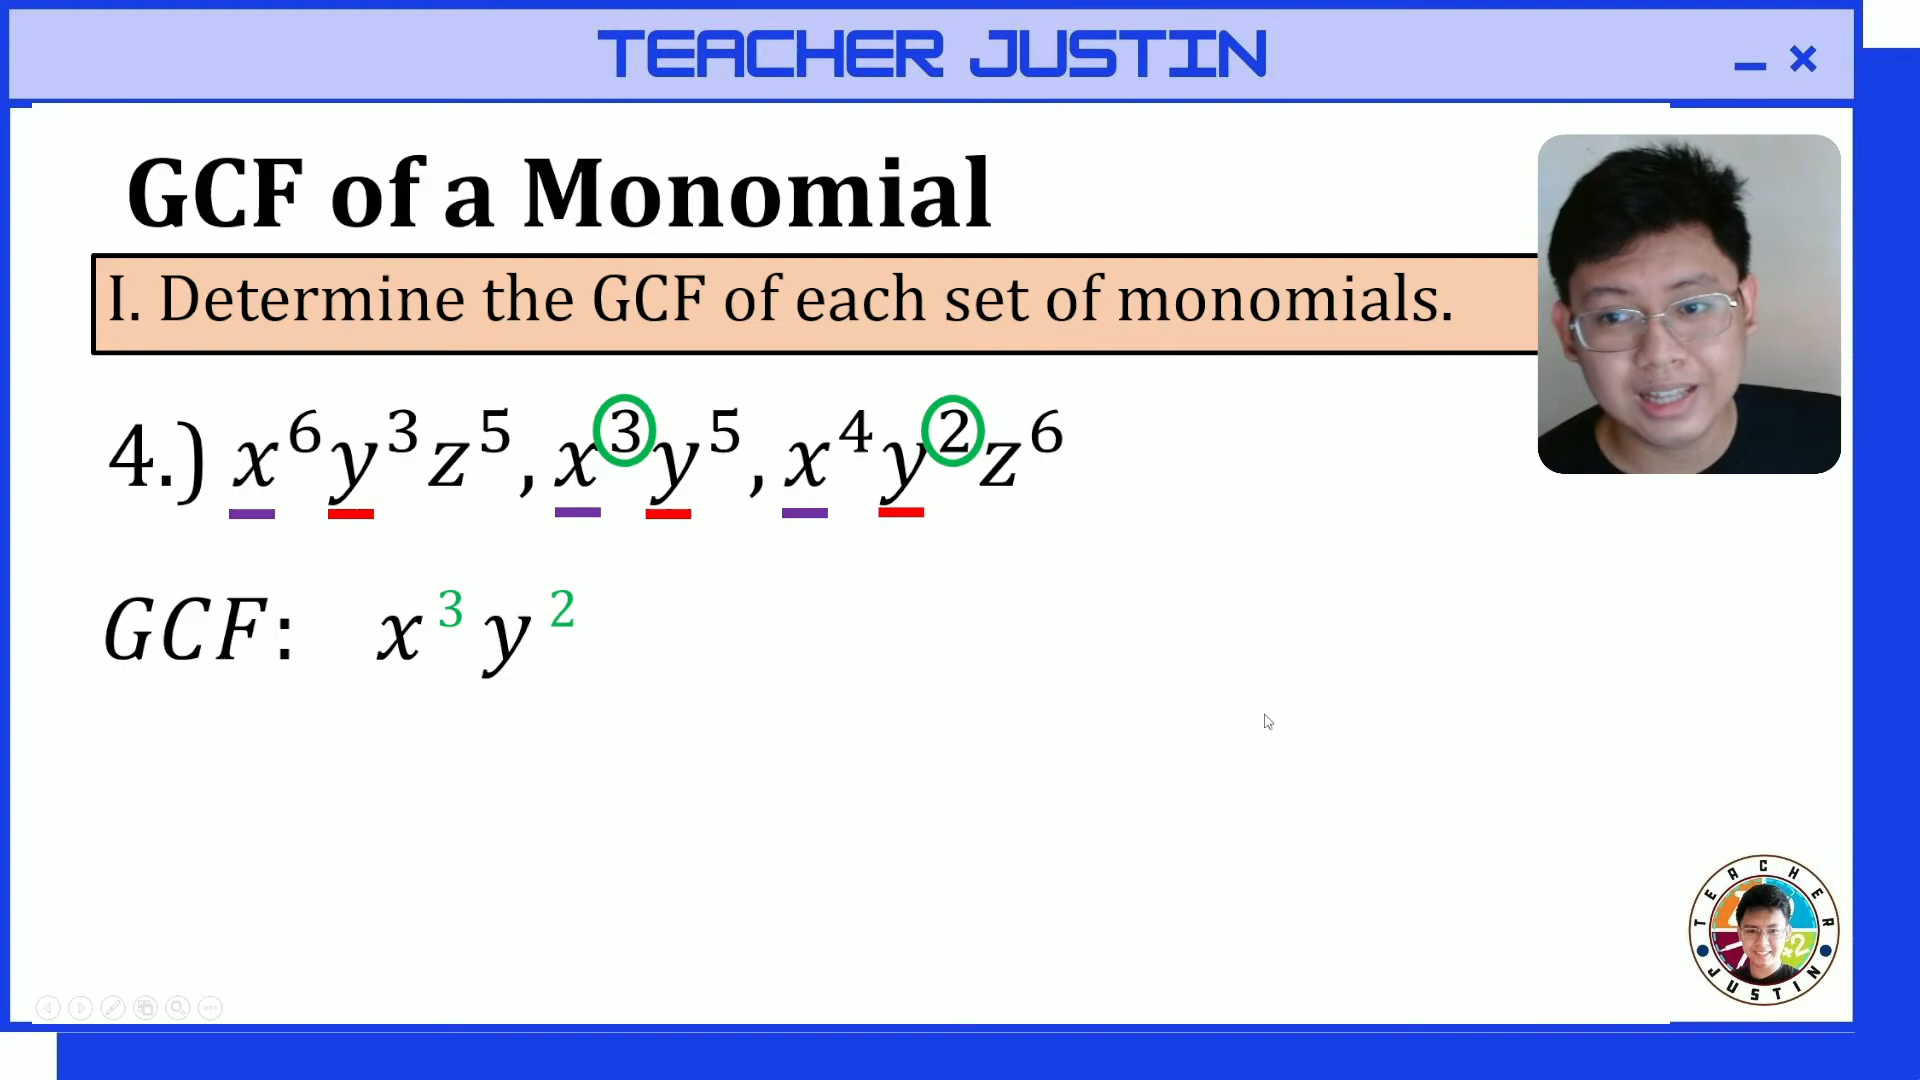 TEACHER JUSTIN
GCF of a Monomial
I. Determine the GCF of each set of monomials.
4.) x⁶y³z⁵, x³y⁵, x⁴y²z⁶
GCF: x³y²
TEACHER
JUSTIN